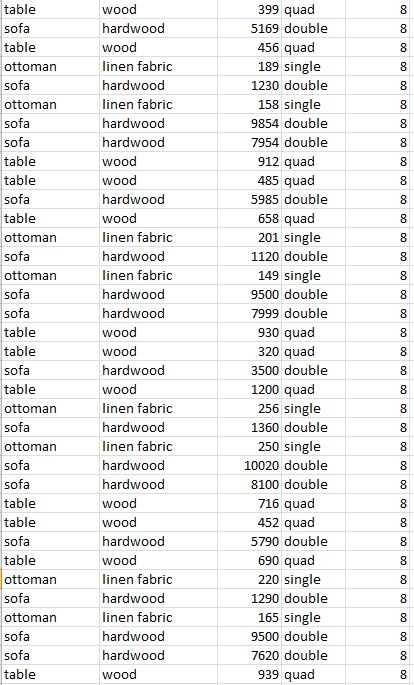 table wood 399 quad 8
sofa hardwood 5169 double 8
table wood 456 quad 8
ottoman linen fabric 189 single 8
sofa hardwood 1230 double 8
ottoman linen fabric 158 single 8
sofa hardwood 9854 double 8
sofa hardwood 7954 double 8
table wood 912 quad 8
table wood 485 quad 8
sofa hardwood 5985 double 8
table wood 658 quad 8
ottoman linen fabric 201 single 8
sofa hardwood 1120 double 8
ottoman linen fabric 149 single 8
sofa hardwood 9500 double 8
sofa hardwood 7999 double 8
table wood 930 quad 8
table wood 320 quad 8
sofa hardwood 3500 double 8
table wood 1200 quad 8
ottoman linen fabric 256 single 8
sofa hardwood 1360 double 8
ottoman linen fabric 250 single 8
sofa hardwood 10020 double 8
sofa hardwood 8100 double 8
table wood 716 quad 8
table wood 452 quad 8
sofa hardwood 5790 double 8
table wood 690 quad 8
ottoman linen fabric 220 single 8
sofa hardwood 1290 double 8
ottoman linen fabric 165 single 8
sofa hardwood 9500 double 8
sofa hardwood 7620 double 8
table wood 939 quad 8